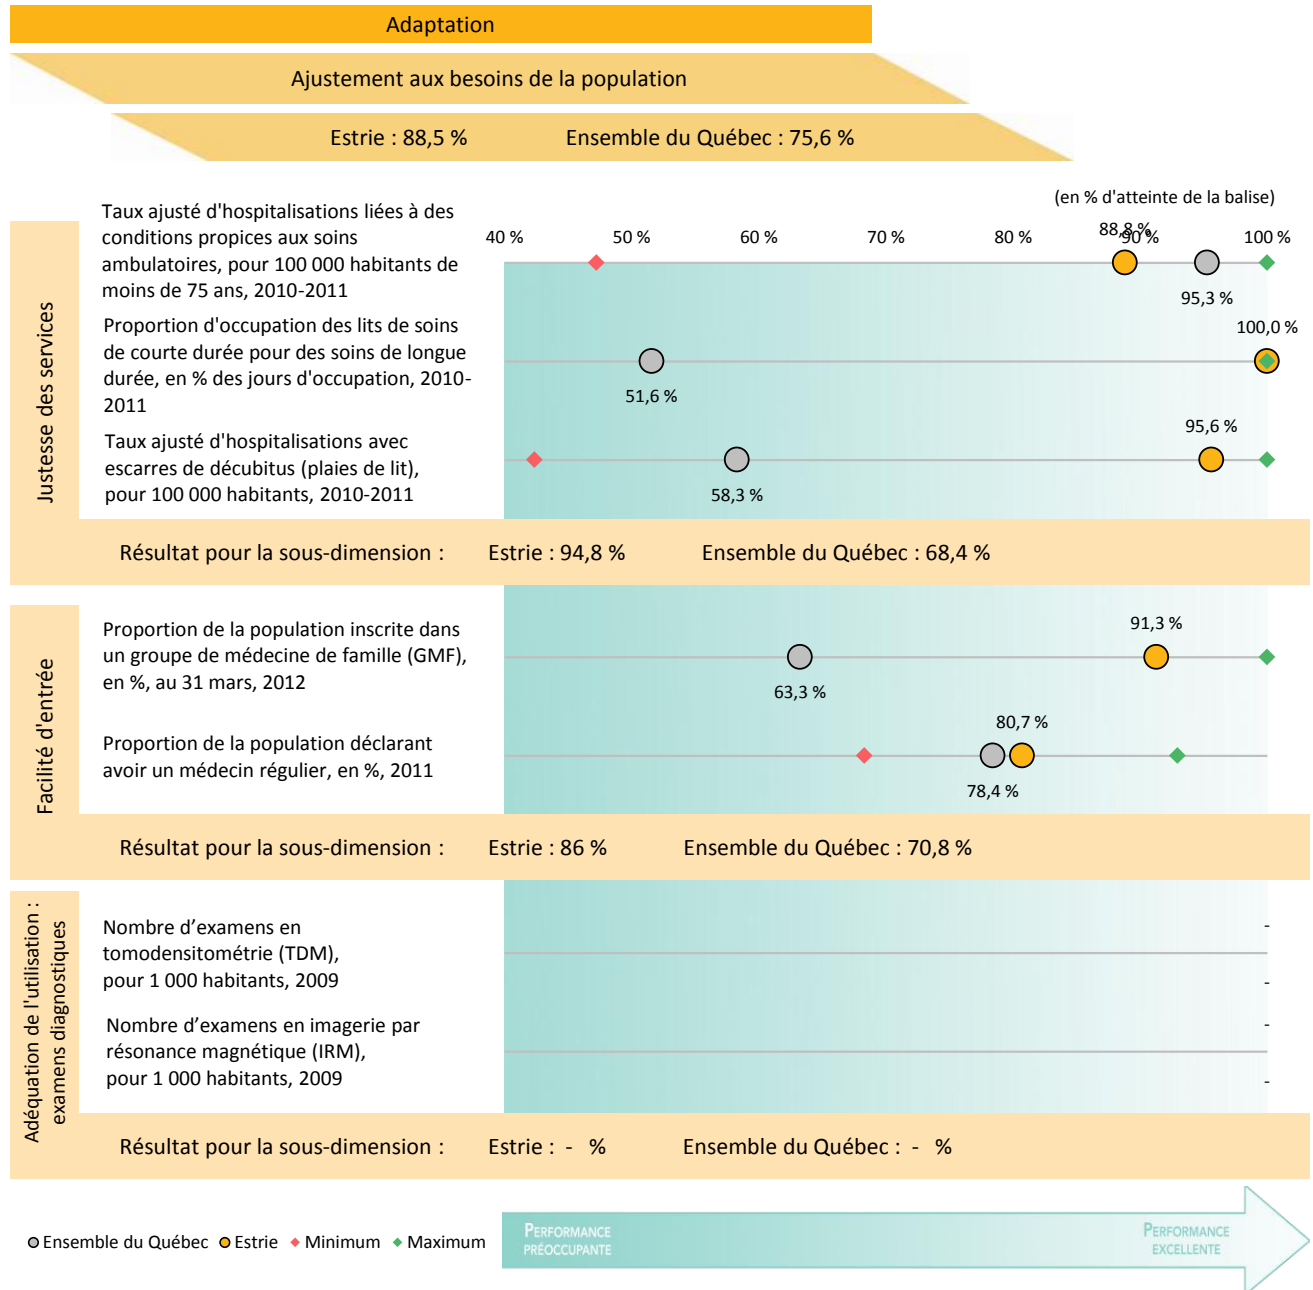 Adaptation
Ajustement aux besoins de la population
Estrie : 88,5 % Ensemble du Québec : 75,6 %
(en % d'atteinte de la balise)
40 % 50 % 60 % 70 % 80 % 90 % 100 %
Justesse des services
Taux ajusté d'hospitalisations liées à des
conditions propices aux soins
ambulatoires, pour 100 000 habitants de
moins de 75 ans, 2010-2011
88,8 %
95,3 %
Proportion d'occupation des lits de soins
de courte durée pour des soins de longue
durée, en % des jours d'occupation, 2010-
2011
100,0 %
51,6 %
Taux ajusté d'hospitalisations avec
escarres de décubitus (plaies de lit),
pour 100 000 habitants, 2010-2011
95,6 %
58,3 %
Résultat pour la sous-dimension : Estrie : 94,8 % Ensemble du Québec : 68,4 %
Facilité d'entrée
Proportion de la population inscrite dans
un groupe de médecine de famille (GMF),
en %, au 31 mars, 2012
91,3 %
63,3 %
Proportion de la population déclarant
avoir un médecin régulier, en %, 2011
80,7 %
78,4 %
Résultat pour la sous-dimension : Estrie : 86 % Ensemble du Québec : 70,8 %
Adéquation de l'utilisation :
examens diagnostiques
Nombre d’examens en
tomodensitométrie (TDM),
pour 1 000 habitants, 2009
-
-
Nombre d’examens en imagerie par
résonance magnétique (IRM),
pour 1 000 habitants, 2009
-
-
Résultat pour la sous-dimension : Estrie : - % Ensemble du Québec : - %
Ensemble du Québec Estrie Minimum Maximum
PERFORMANCE
PRÉOCCUPANTE
PERFORMANCE
EXCELLENTE